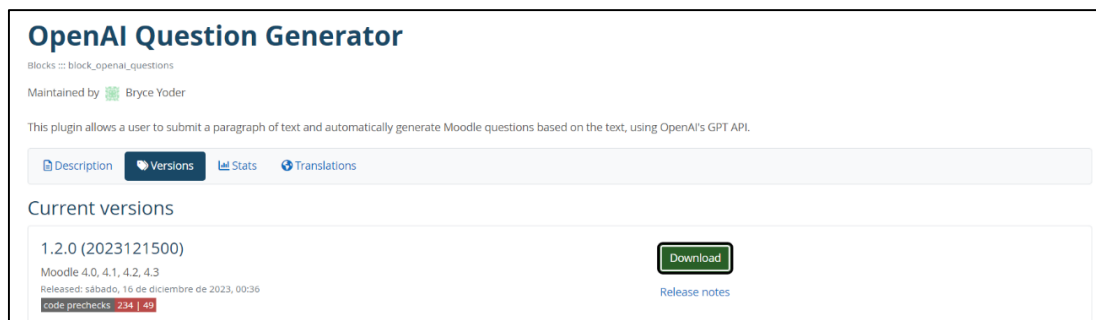 OpenAI Question Generator
Blocks ::: block_openai_questions
Maintained by Bryce Yoder
This plugin allows a user to submit a paragraph of text and automatically generate Moodle questions based on the text, using OpenAI's GPT API.
Description Versions Stats Translations
Current versions
1.2.0 (2023121500)
Download
Moodle 4.0, 4.1, 4.2, 4.3
Released: sábado, 16 de diciembre de 2023, 00:36
Release notes
code prechecks 234 | 49